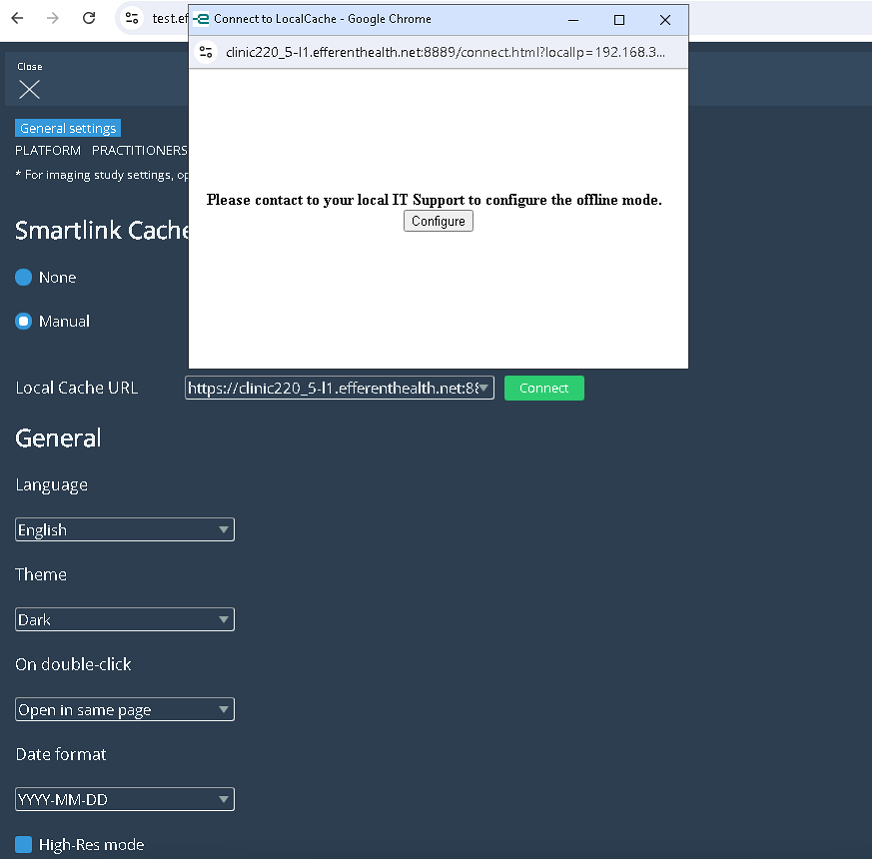 test.ef
Connect to LocalCache - Google Chrome
clinic220_5-l1.efferenthealth.net:8889/connect.html?localIp=192.168.3...
Close
General settings
PLATFORM PRACTITIONERS
* For imaging study settings, op
Please contact to your local IT Support to configure the offline mode.
Configure
Smartlink Cache
None
Manual
Local Cache URL https://clinic220_5-l1.efferenthealth.net:88 Connect
General
Language
English
Theme
Dark
On double-click
Open in same page
Date format
YYYY-MM-DD
High-Res mode